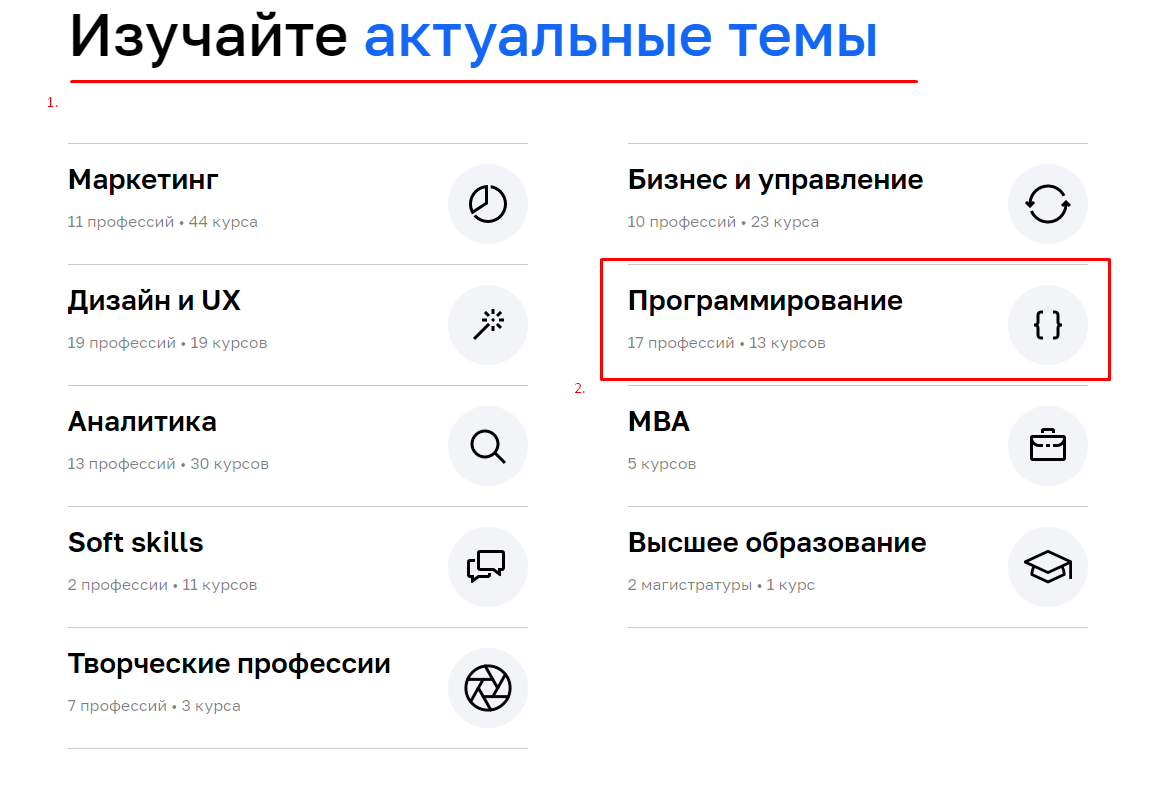 Изучайте актуальные темы
1.
Маркетинг
11 профессий • 44 курса
Дизайн и UX
19 профессий • 19 курсов
Аналитика
13 профессий • 30 курсов
Soft skills
2 профессии • 11 курсов
Творческие профессии
7 профессий • 3 курса
Бизнес и управление
10 профессий • 23 курса
Программирование
17 профессий • 13 курсов
2.
MBA
5 курсов
Высшее образование
2 магистратуры • 1 курс